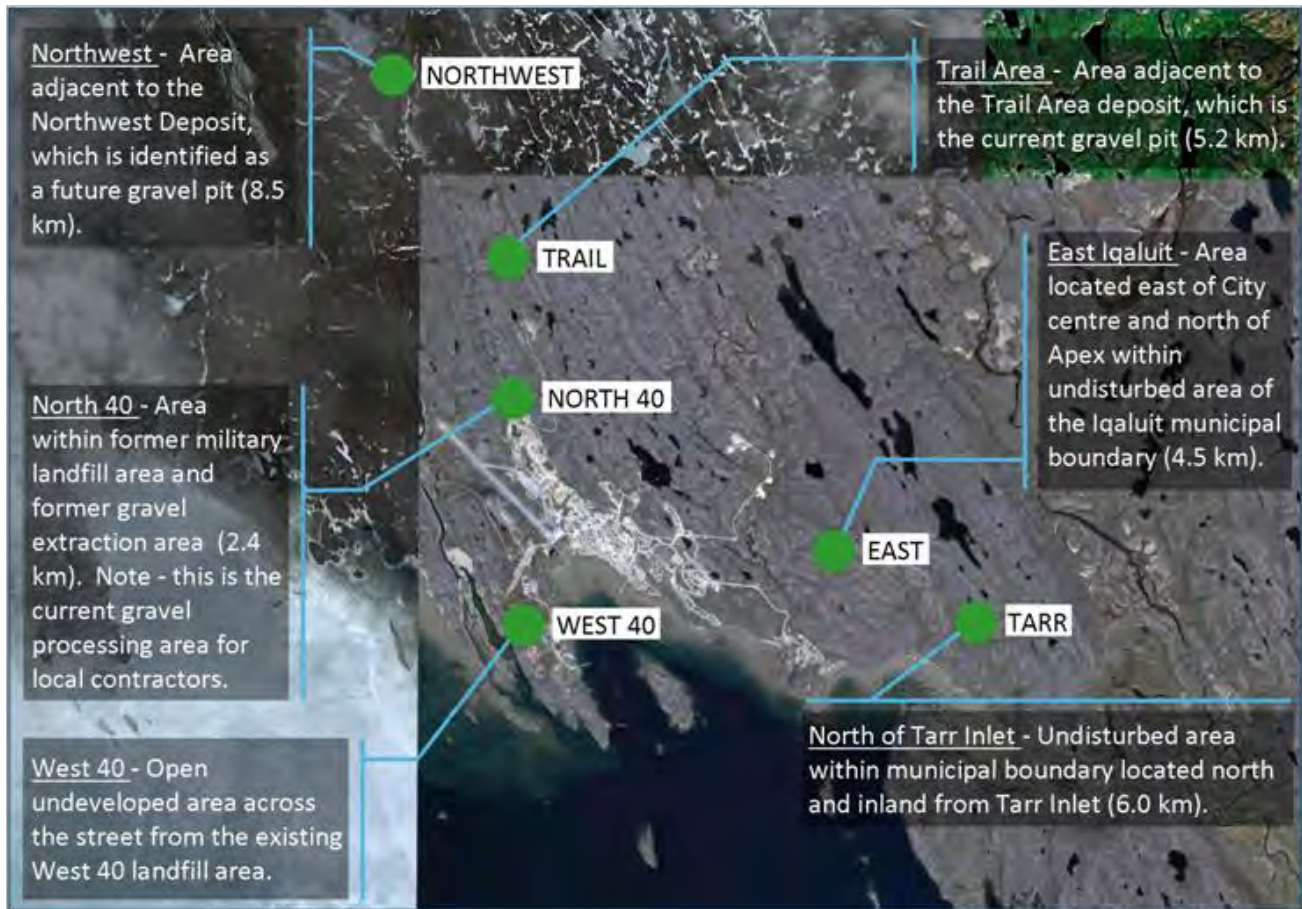 Northwest - Area
adjacent to the
Northwest Deposit,
which is identified as
a future gravel pit (8.5
km).
NORTHWEST
Trail Area - Area adjacent to
the Trail Area deposit, which is
the current gravel pit (5.2 km).
TRAIL
East Iqaluit - Area
located east of City
centre and north of
Apex within
undisturbed area of
the Iqaluit municipal
boundary (4.5 km).
North 40 - Area
within former military
landfill area and
former gravel
extraction area (2.4
km). Note - this is the
current gravel
processing area for
local contractors.
NORTH 40
EAST
WEST 40
TARR
North of Tarr Inlet - Undisturbed area
within municipal boundary located north
and inland from Tarr Inlet (6.0 km).
West 40 - Open
undeveloped area across
the street from the existing
West 40 landfill area.